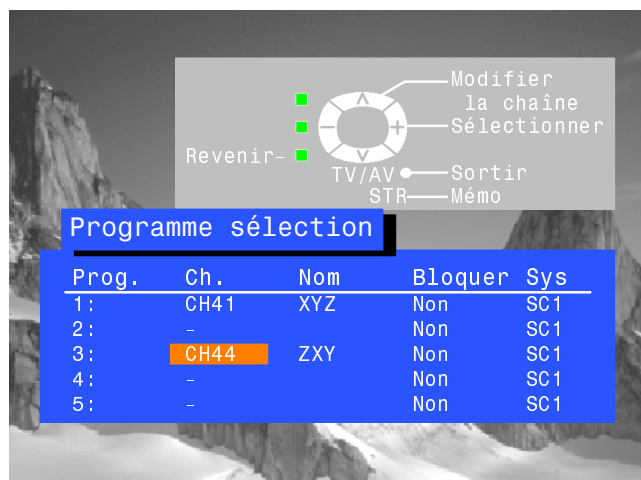 Modifier
la chaîne
Sélectionner
Revenir-
TV/AV Sortir
STR Mémo
Programme sélection
Prog. Ch. Nom Bloquer Sys
1: CH41 XYZ Non SC1
2: - Non SC1
3: CH44 ZXY Non SC1
4: - Non SC1
5: - Non SC1